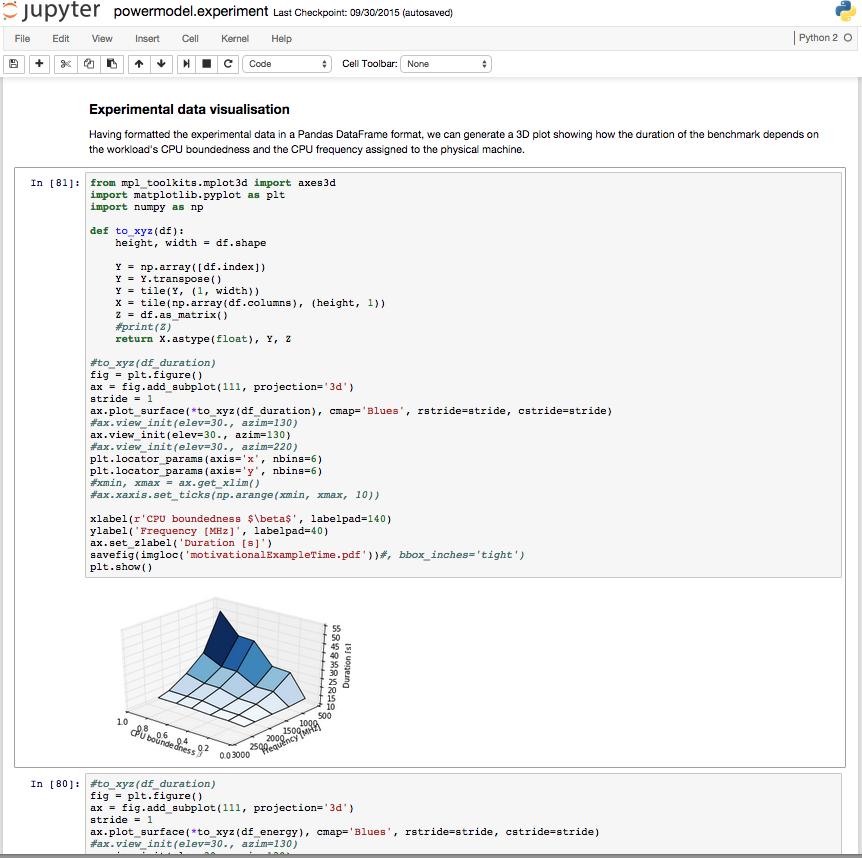 jupyter powermodel.experiment Last Checkpoint: 09/30/2015 (autosaved)
File Edit View Insert Cell Kernel Help Python 2
Code Cell Toolbar: None
Experimental data visualisation
Having formatted the experimental data in a Pandas DataFrame format, we can generate a 3D plot showing how the duration of the benchmark depends on
the workload's CPU boundedness and the CPU frequency assigned to the physical machine.
In [81]: from mpl_toolkits.mplot3d import axes3d
import matplotlib.pyplot as plt
import numpy as np
def to_xyz(df):
    height, width = df.shape
    Y = np.array([df.index])
    Y = Y.transpose()
    Y = tile(Y, (1, width))
    X = tile(np.array(df.columns), (height, 1))
    Z = df.as_matrix()
    #print(Z)
    return X.astype(float), Y, Z
#to_xyz(df_duration)
fig = plt.figure()
ax = fig.add_subplot(111, projection='3d')
stride = 1
ax.plot_surface(*to_xyz(df_duration), cmap='Blues', rstride=stride, cstride=stride)
#ax.view_init(elev=30., azim=130)
ax.view_init(elev=30., azim=130)
#ax.view_init(elev=30., azim=220)
plt.locator_params(axis='x', nbins=6)
plt.locator_params(axis='y', nbins=6)
#xmin, xmax = ax.get_xlim()
#ax.xaxis.set_ticks(np.arange(xmin, xmax, 10))
xlabel(r'CPU boundedness $\beta$', labelpad=140)
ylabel('Frequency [MHz]', labelpad=40)
ax.set_zlabel('Duration [s]')
savefig(imgloc('motivationalExampleTime.pdf'))#, bbox_inches='tight')
plt.show()
55
50
45
40
35
30
25
20
15
10
Duration [s]
1.0 0.8 0.6 0.4 0.2 0.0
CPU boundedness
3000 2500 2000 1500 1000 500
Frequency [MHz]
In [80]: #to_xyz(df_duration)
fig = plt.figure()
ax = fig.add_subplot(111, projection='3d')
stride = 1
ax.plot_surface(*to_xyz(df_energy), cmap='Blues', rstride=stride, cstride=stride)
#ax.view_init(elev=30., azim=130)